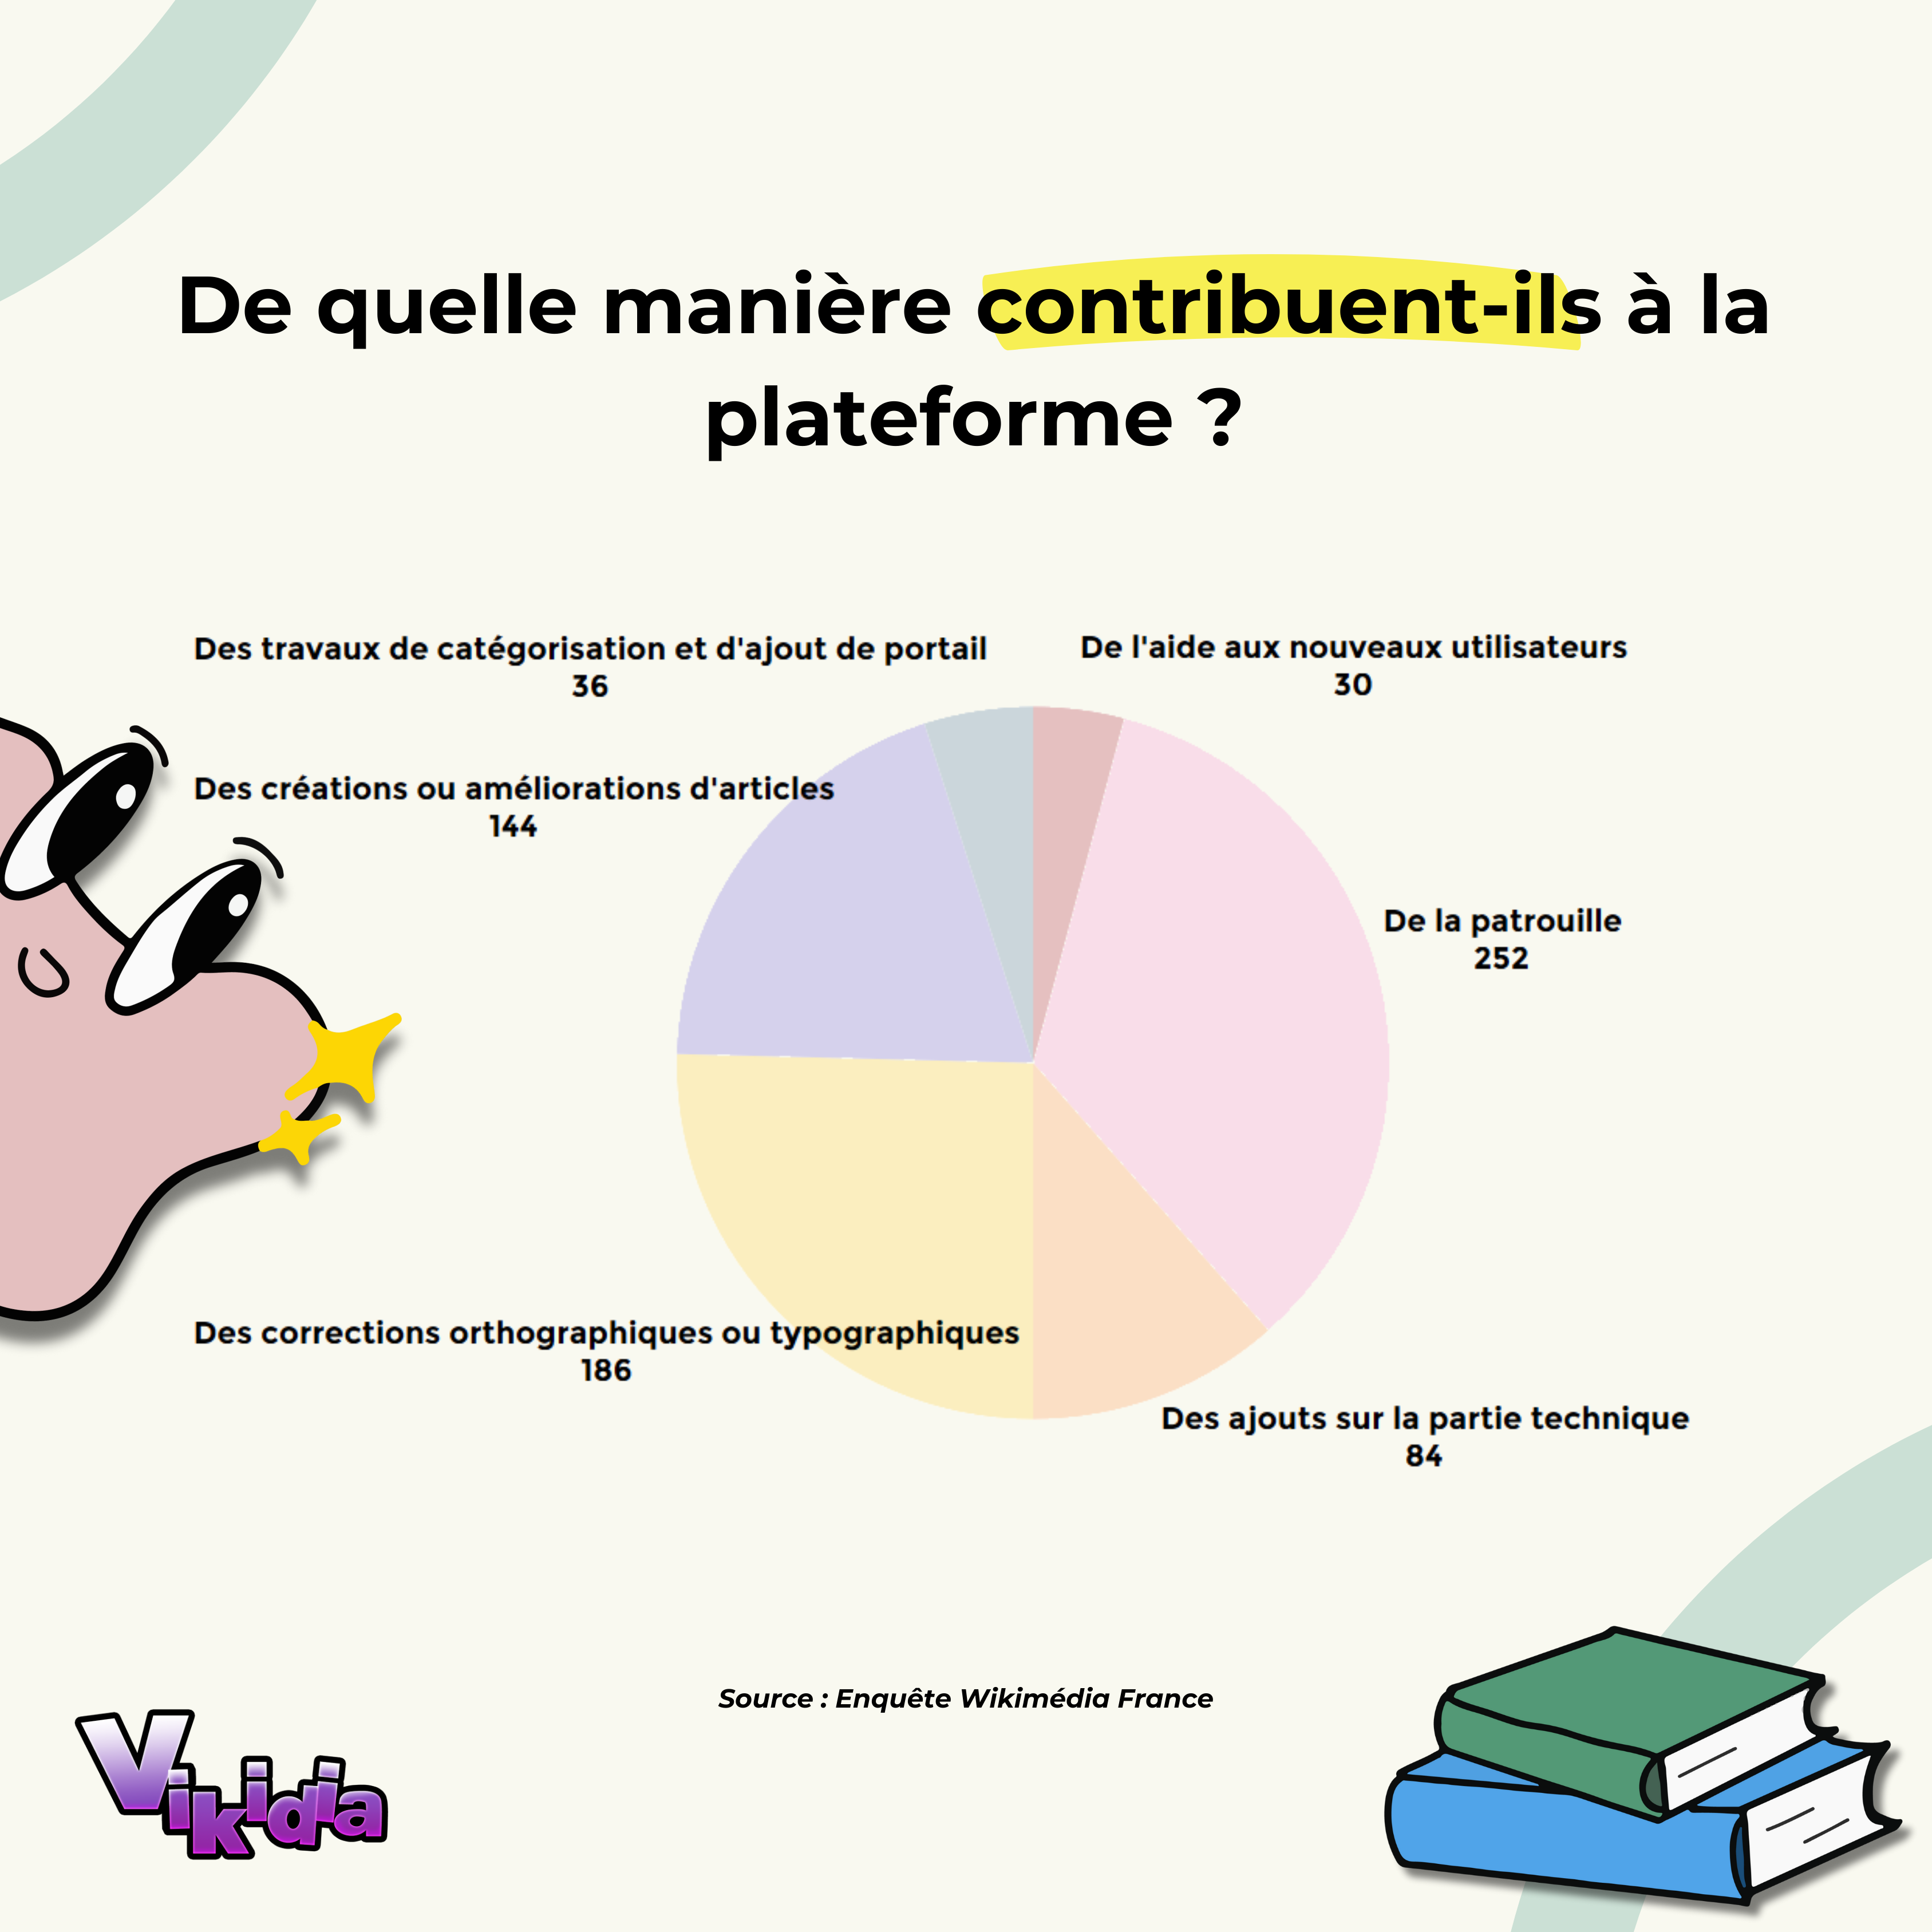 De quelle manière contribuent-ils à la
plateforme ?
Des travaux de catégorisation et d'ajout de portail
36
De l'aide aux nouveaux utilisateurs
30
Des créations ou améliorations d'articles
144
De la patrouille
252
Des corrections orthographiques ou typographiques
186
Des ajouts sur la partie technique
84
Source : Enquête Wikimédia France
Vikidia